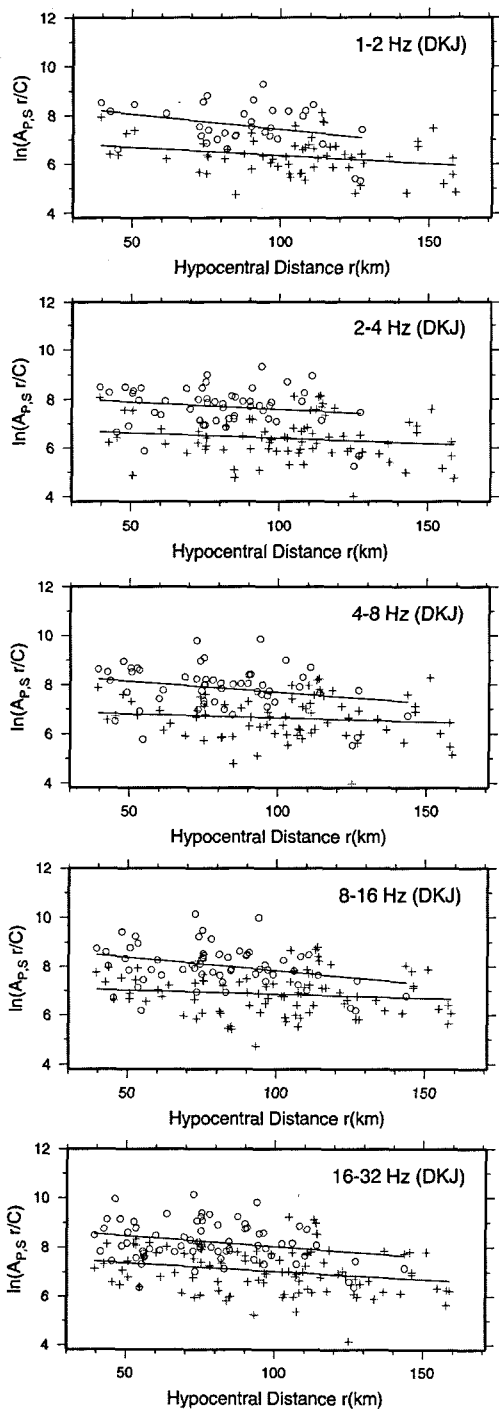 12
10
8
6
4
ln(A_P,S r/C)
1-2 Hz (DKJ)
50 100 150
Hypocentral Distance r(km)
12
10
8
6
4
ln(A_P,S r/C)
2-4 Hz (DKJ)
50 100 150
Hypocentral Distance r(km)
12
10
8
6
4
ln(A_P,S r/C)
4-8 Hz (DKJ)
50 100 150
Hypocentral Distance r(km)
12
10
8
6
4
ln(A_P,S r/C)
8-16 Hz (DKJ)
50 100 150
Hypocentral Distance r(km)
12
10
8
6
4
ln(A_P,S r/C)
16-32 Hz (DKJ)
50 100 150
Hypocentral Distance r(km)